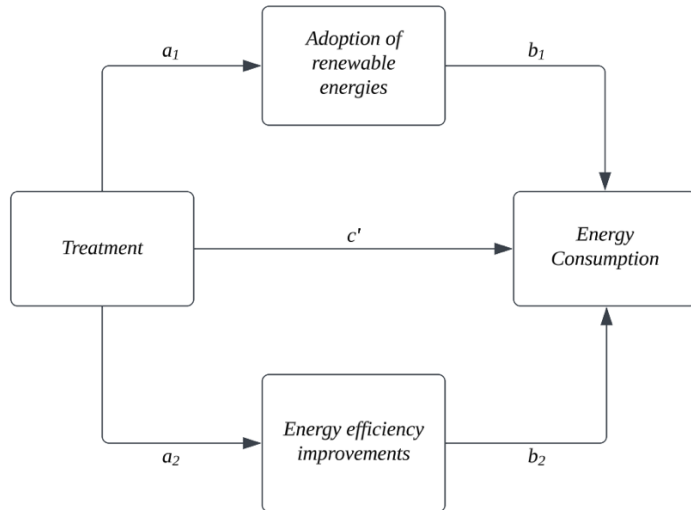 Adoption of
renewable
energies
a1
b1
Treatment
c'
Energy
Consumption
Energy efficiency
improvements
a2
b2